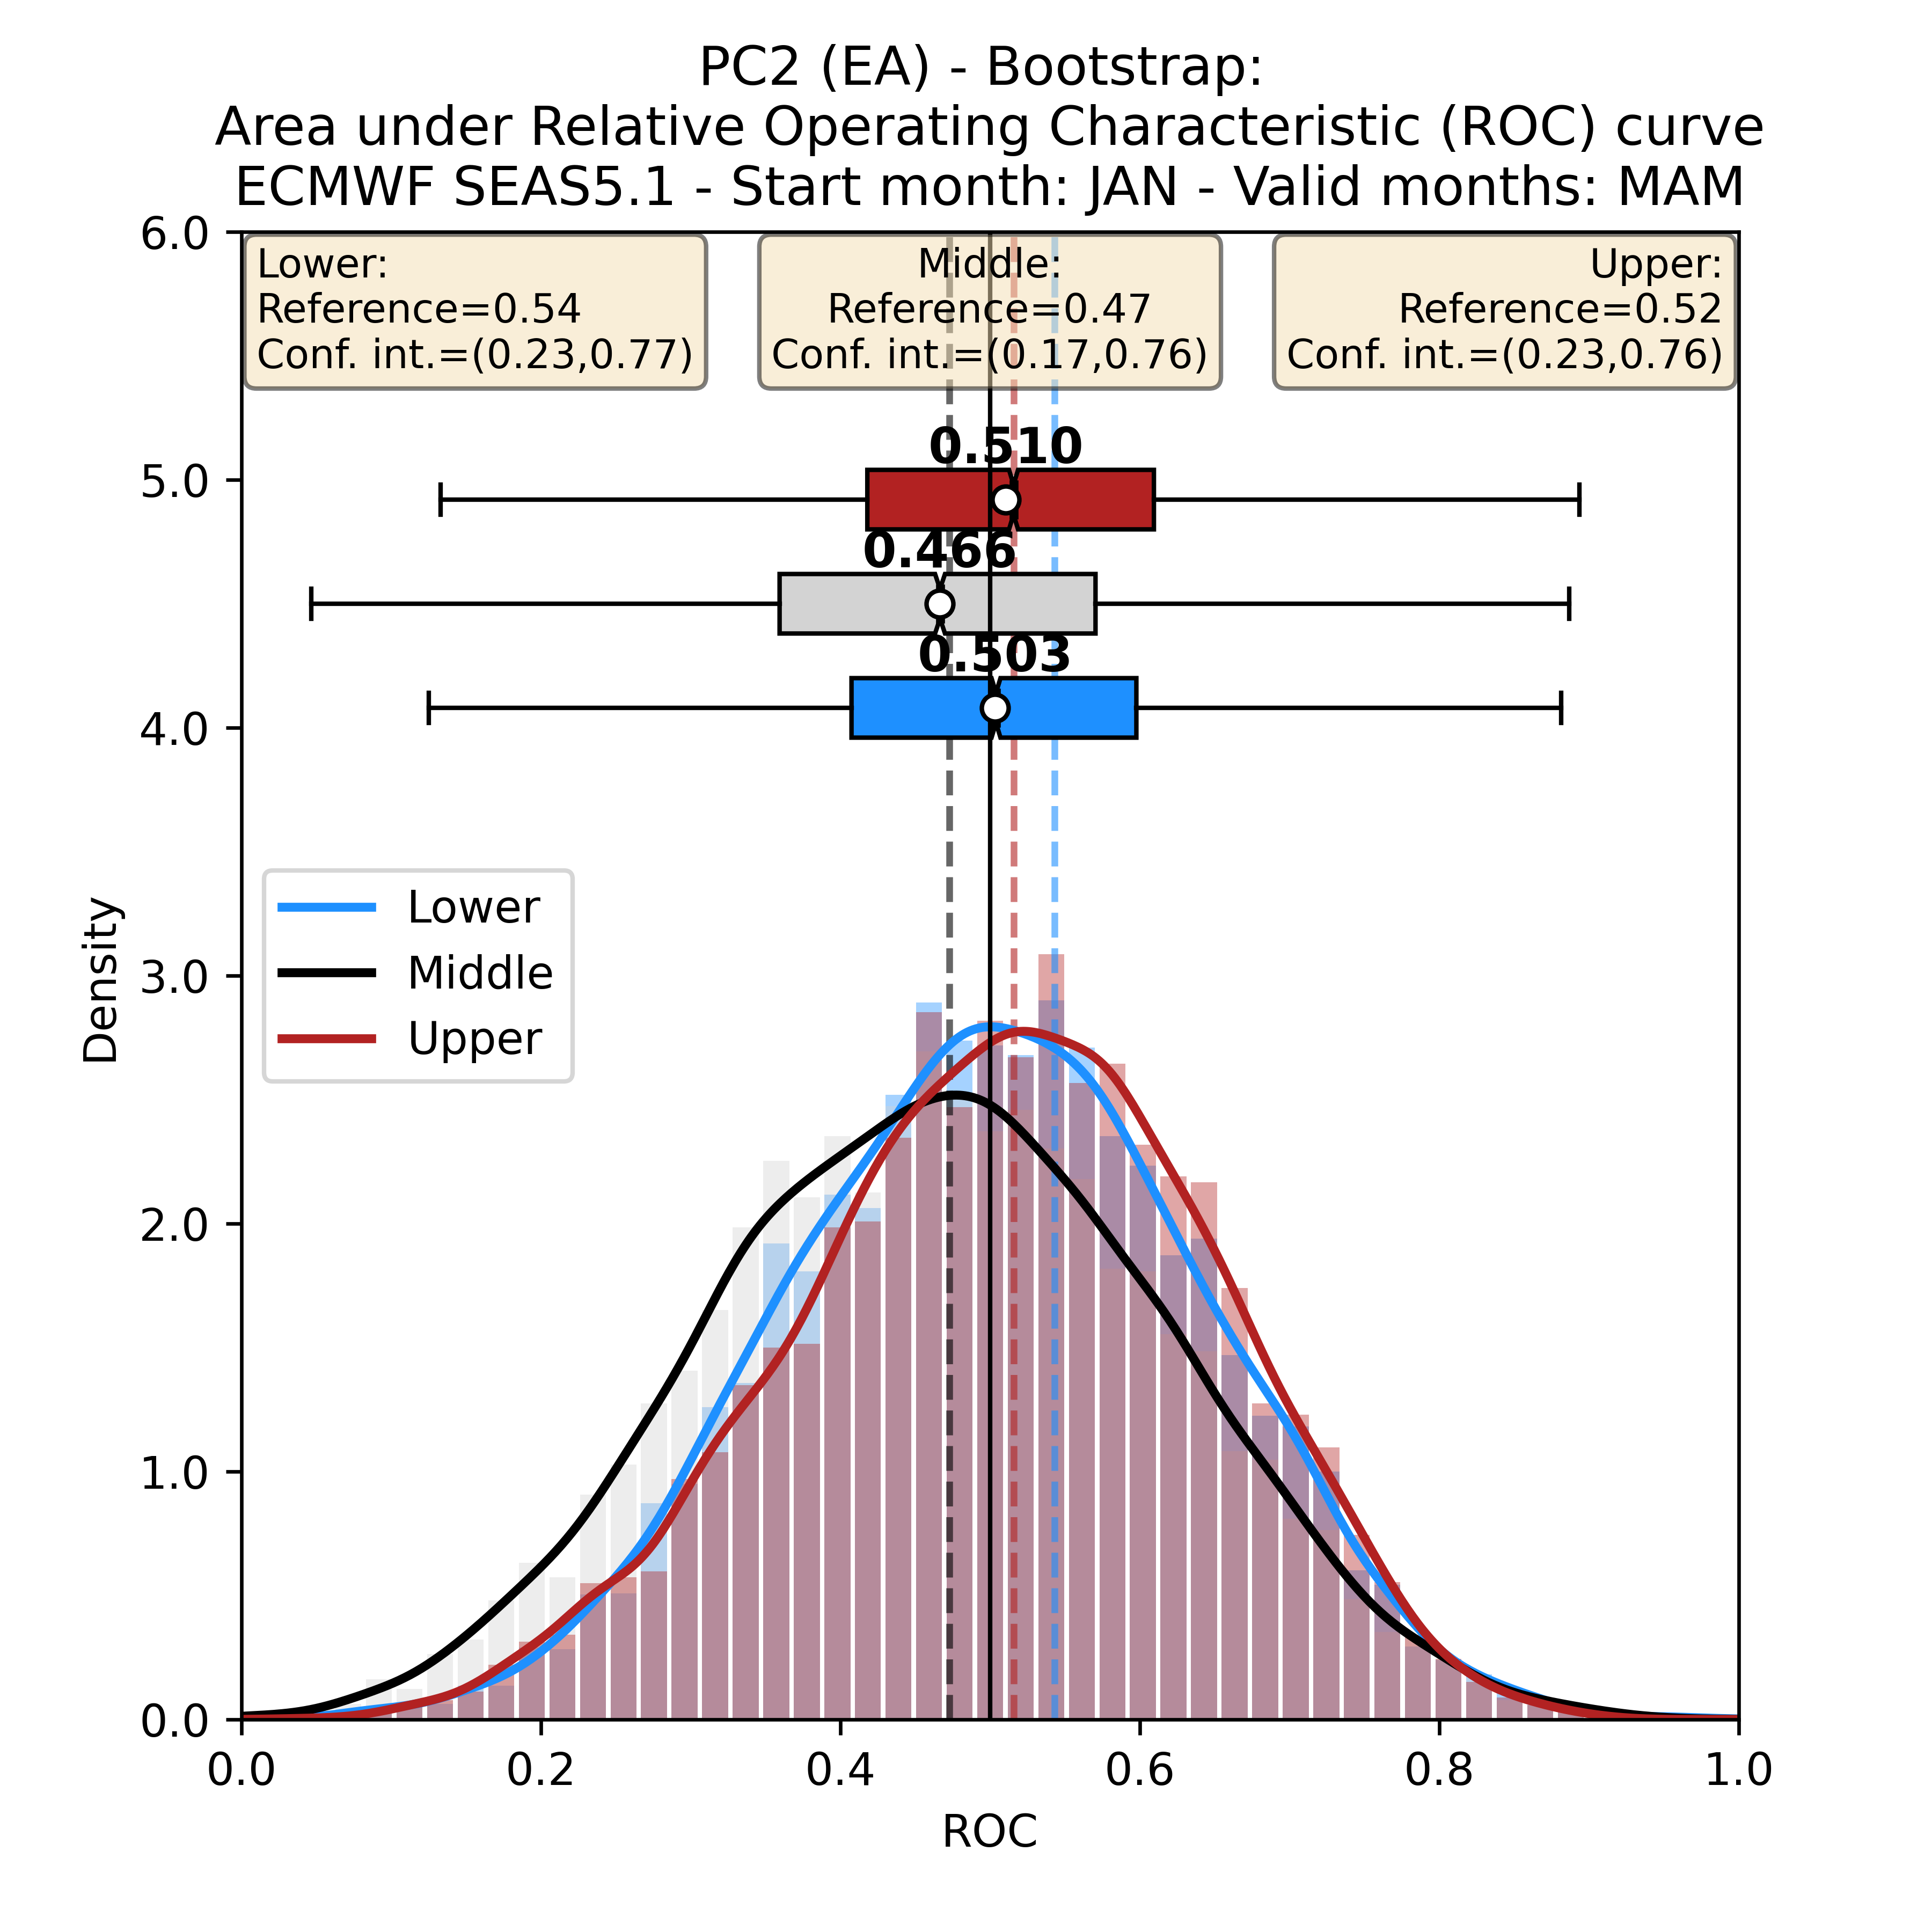 PC2 (EA) - Bootstrap:
Area under Relative Operating Characteristic (ROC) curve
ECMWF SEAS5.1 - Start month: JAN - Valid months: MAM
Lower:
Reference=0.54
Conf. int.=(0.23,0.77)
Middle:
Reference=0.47
Conf. int.=(0.17,0.76)
Upper:
Reference=0.52
Conf. int.=(0.23,0.76)
0.510
0.466
0.503
Lower
Middle
Upper
Density
6.0
5.0
4.0
3.0
2.0
1.0
0.0
0.0 0.2 0.4 0.6 0.8 1.0
ROC